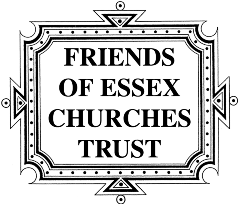 FRIENDS
OF ESSEX
CHURCHES
TRUST